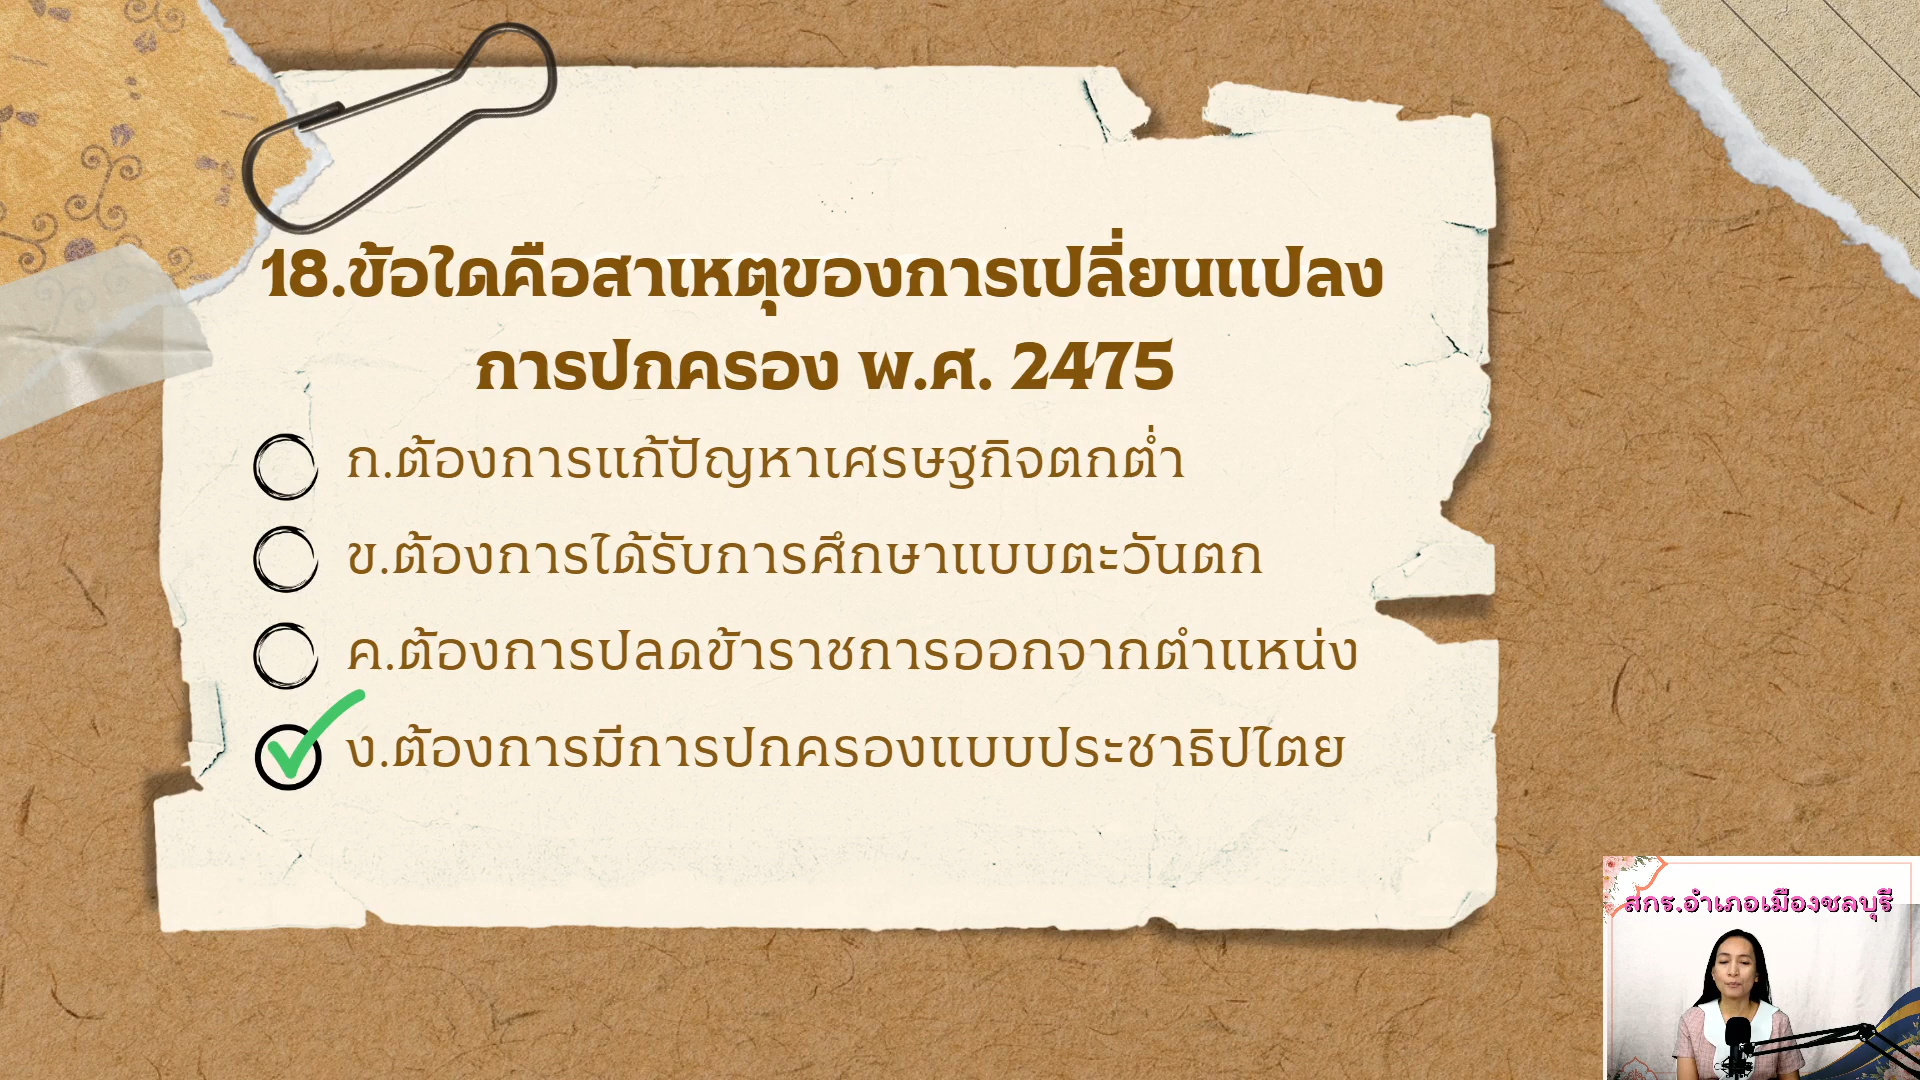 18.ข้อใดคือสาเหตุของการเปลี่ยนแปลง
การปกครอง พ.ศ. 2475
ก.ต้องการแก้ปัญหาเศรษฐกิจตกต่ำ
ข.ต้องการได้รับการศึกษาแบบตะวันตก
ค.ต้องการปลดข้าราชการออกจากตำแหน่ง
ง.ต้องการมีการปกครองแบบประชาธิปไตย
สกร.อำเภอเมืองชลบุรี